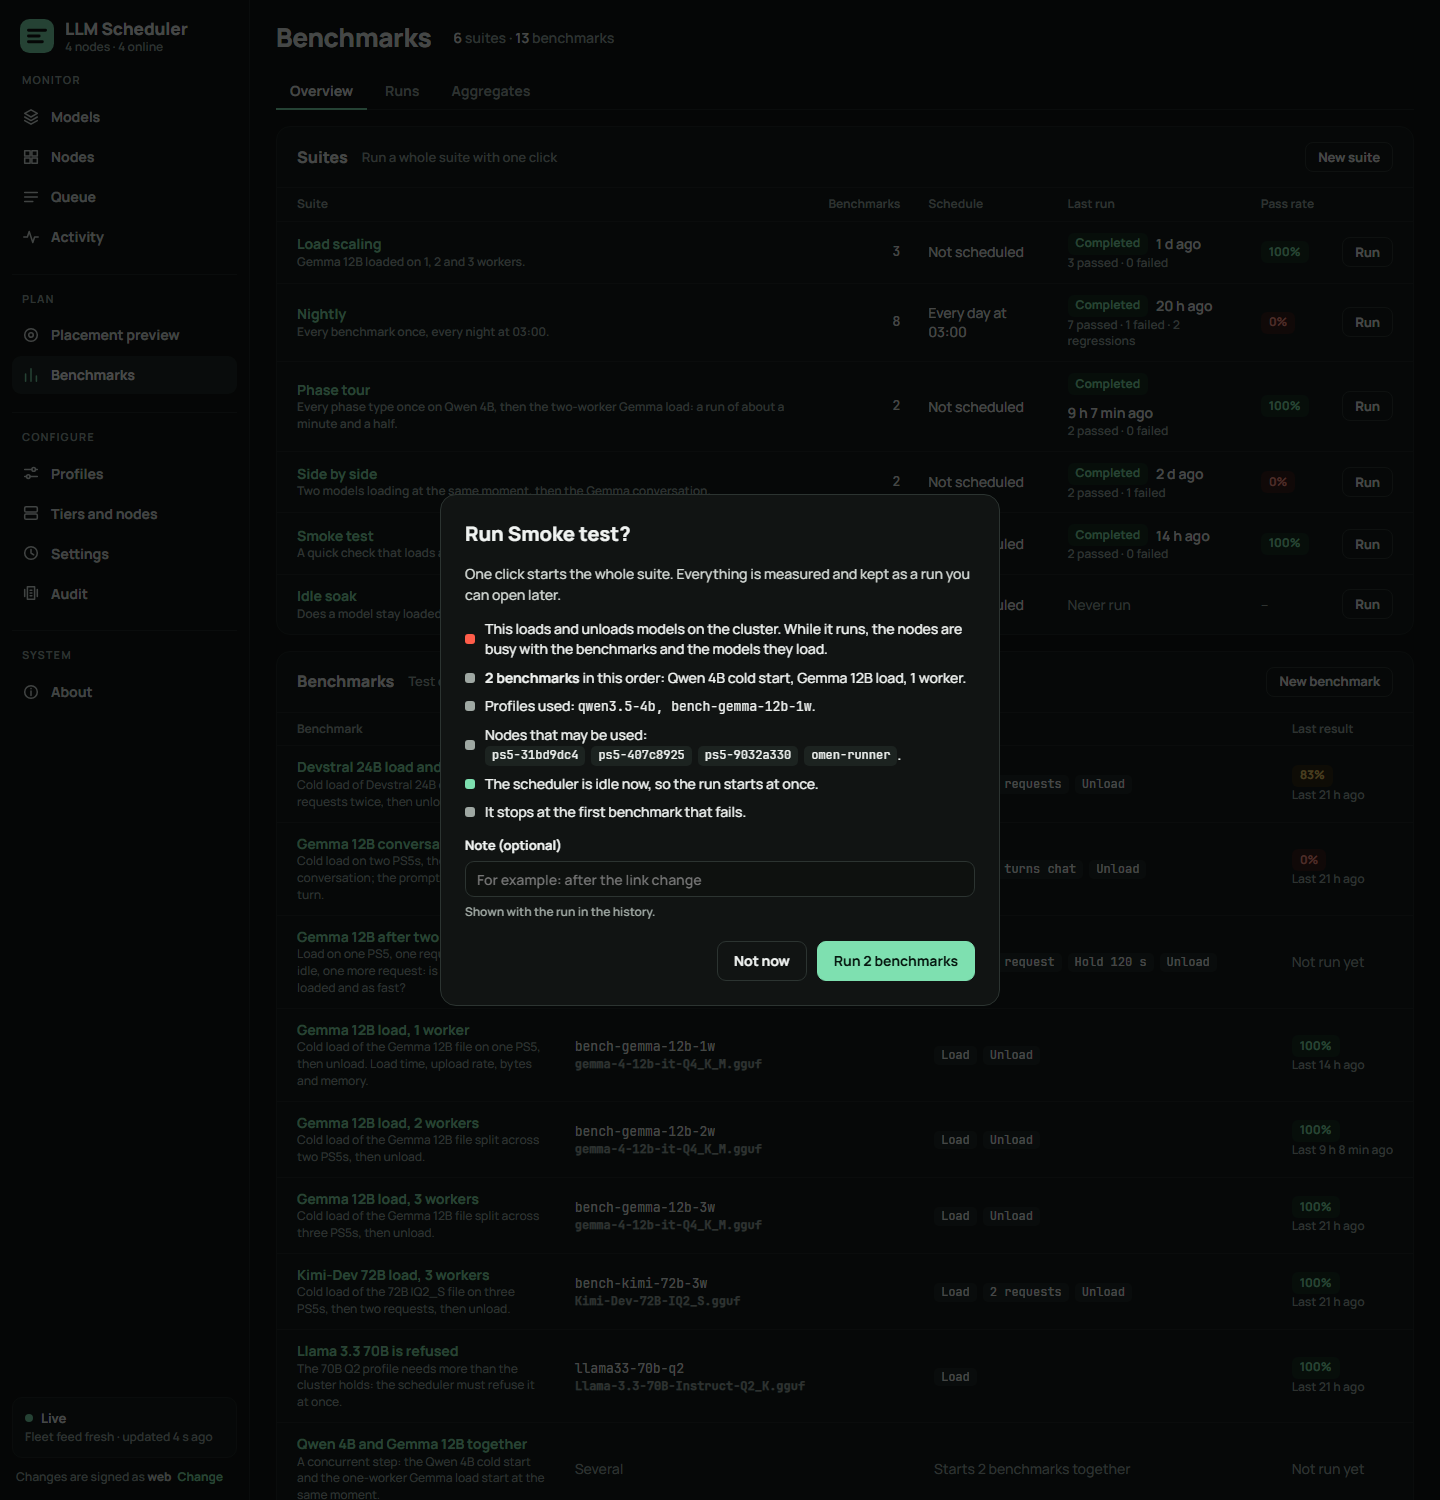 LLM Scheduler
4 nodes · 4 online
MONITOR
Models
Nodes
Queue
Activity
PLAN
Placement preview
Benchmarks
CONFIGURE
Profiles
Tiers and nodes
Settings
Audit
SYSTEM
About
Live
Fleet feed fresh · updated 4 s ago
Changes are signed as web Change
Benchmarks 6 suites · 13 benchmarks
Overview Runs Aggregates
Suites Run a whole suite with one click New suite
Suite Benchmarks Schedule Last run Pass rate
Load scaling
Gemma 12B loaded on 1, 2 and 3 workers.
3 Not scheduled Completed 1 d ago
3 passed · 0 failed
100% Run
Nightly
Every benchmark once, every night at 03:00.
8 Every day at
03:00
Completed 20 h ago
7 passed · 1 failed · 2
regressions
0% Run
Phase tour
Every phase type once on Qwen 4B, then the two-worker Gemma load: a run of about a
minute and a half.
2 Not scheduled Completed
9 h 7 min ago
2 passed · 0 failed
100% Run
Side by side
Two models loading at the same moment, then the Gemma conversation.
2 Not scheduled Completed 2 d ago
2 passed · 1 failed
0% Run
Smoke test
A quick check that loads
uled Completed 14 h ago
2 passed · 0 failed
100% Run
Idle soak
Does a model stay loaded
uled Never run – Run
Run Smoke test?
One click starts the whole suite. Everything is measured and kept as a run you
can open later.
This loads and unloads models on the cluster. While it runs, the nodes are
busy with the benchmarks and the models they load.
2 benchmarks in this order: Qwen 4B cold start, Gemma 12B load, 1 worker.
Profiles used: qwen3.5-4b, bench-gemma-12b-1w.
Nodes that may be used:
ps5-31bd9dc4 ps5-407c8925 ps5-9032a330 omen-runner.
The scheduler is idle now, so the run starts at once.
It stops at the first benchmark that fails.
Note (optional)
For example: after the link change
Shown with the run in the history.
Not now Run 2 benchmarks
Benchmarks Test New benchmark
Benchmark Last result
Devstral 24B load and
Cold load of Devstral 24B
requests twice, then unlo
requests Unload
83%
Last 21 h ago
Gemma 12B conversa
Cold load on two PS5s, th
conversation; the prompt
turn.
turns chat Unload
0%
Last 21 h ago
Gemma 12B after two
Load on one PS5, one requ
idle, one more request: is
loaded and as fast?
request Hold 120 s Unload
Not run yet
Gemma 12B load, 1 worker
Cold load of the Gemma 12B file on one PS5,
then unload. Load time, upload rate, bytes
and memory.
bench-gemma-12b-1w
gemma-4-12b-it-Q4_K_M.gguf
Load Unload
100%
Last 14 h ago
Gemma 12B load, 2 workers
Cold load of the Gemma 12B file split across
two PS5s, then unload.
bench-gemma-12b-2w
gemma-4-12b-it-Q4_K_M.gguf
Load Unload
100%
Last 9 h 8 min ago
Gemma 12B load, 3 workers
Cold load of the Gemma 12B file split across
three PS5s, then unload.
bench-gemma-12b-3w
gemma-4-12b-it-Q4_K_M.gguf
Load Unload
100%
Last 21 h ago
Kimi-Dev 72B load, 3 workers
Cold load of the 72B IQ2_S file on three
PS5s, then two requests, then unload.
bench-kimi-72b-3w
Kimi-Dev-72B-IQ2_S.gguf
Load 2 requests Unload
100%
Last 21 h ago
Llama 3.3 70B is refused
The 70B Q2 profile needs more than the
cluster holds: the scheduler must refuse it
at once.
llama33-70b-q2
Llama-3.3-70B-Instruct-Q2_K.gguf
Load
100%
Last 21 h ago
Qwen 4B and Gemma 12B together
A concurrent step: the Qwen 4B cold start
and the one-worker Gemma load start at the
same moment.
Several
Starts 2 benchmarks together
Not run yet